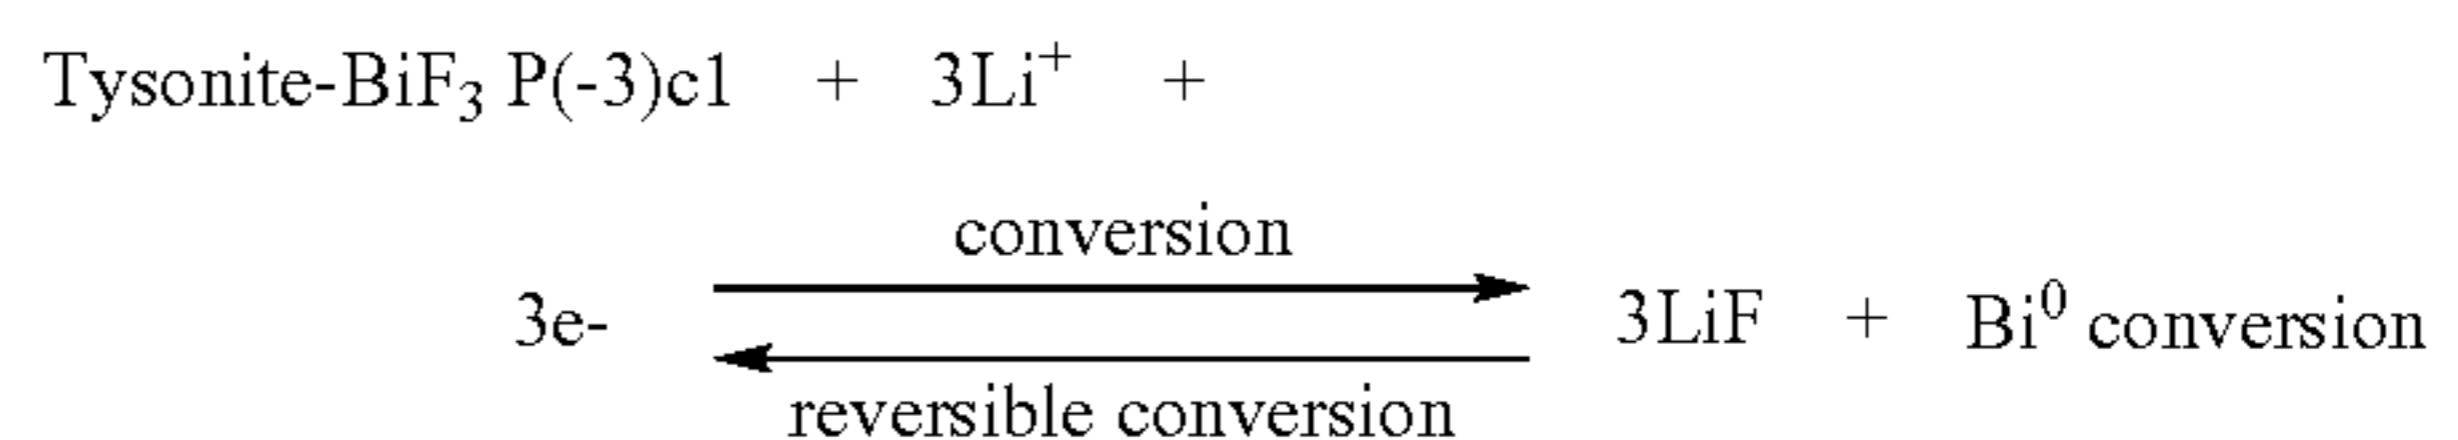 Tysonite-BiF₃ P(-3)c1 + 3Li⁺ +
conversion
3e- 3LiF + Bi⁰ conversion
reversible conversion